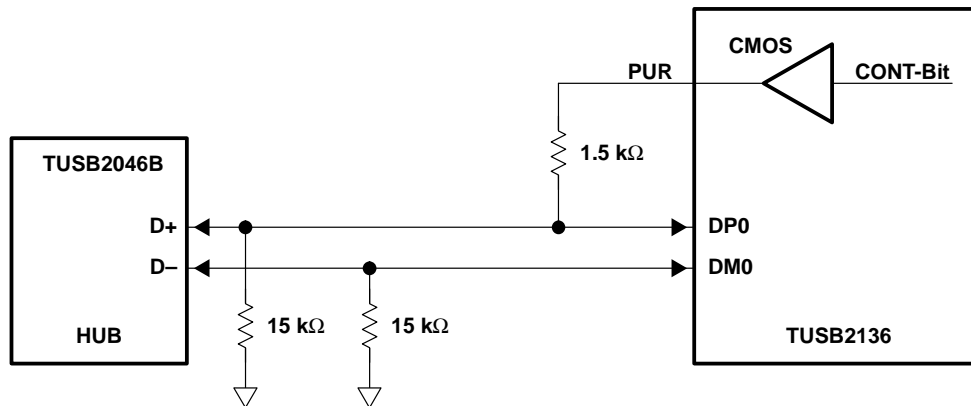 CMOS
PUR
CONT-Bit
1.5 kΩ
TUSB2046B
D+
DP0
D–
DM0
15 kΩ
15 kΩ
HUB
TUSB2136